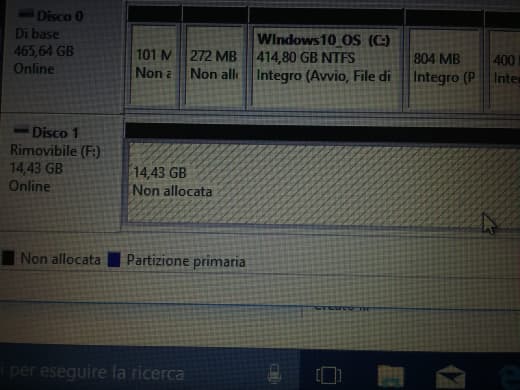 Disco 0
Di base
465,64 GB
Online
101 M
Non a
272 MB
Non all
WIndows10_OS (C:)
414,80 GB NTFS
Integro (Avvio, File di
804 MB
Integro (P
400
Inte
Disco 1
Rimovibile (F:)
14,43 GB
Online
14,43 GB
Non allocata
Non allocata
Partizione primaria
i per eseguire la ricerca